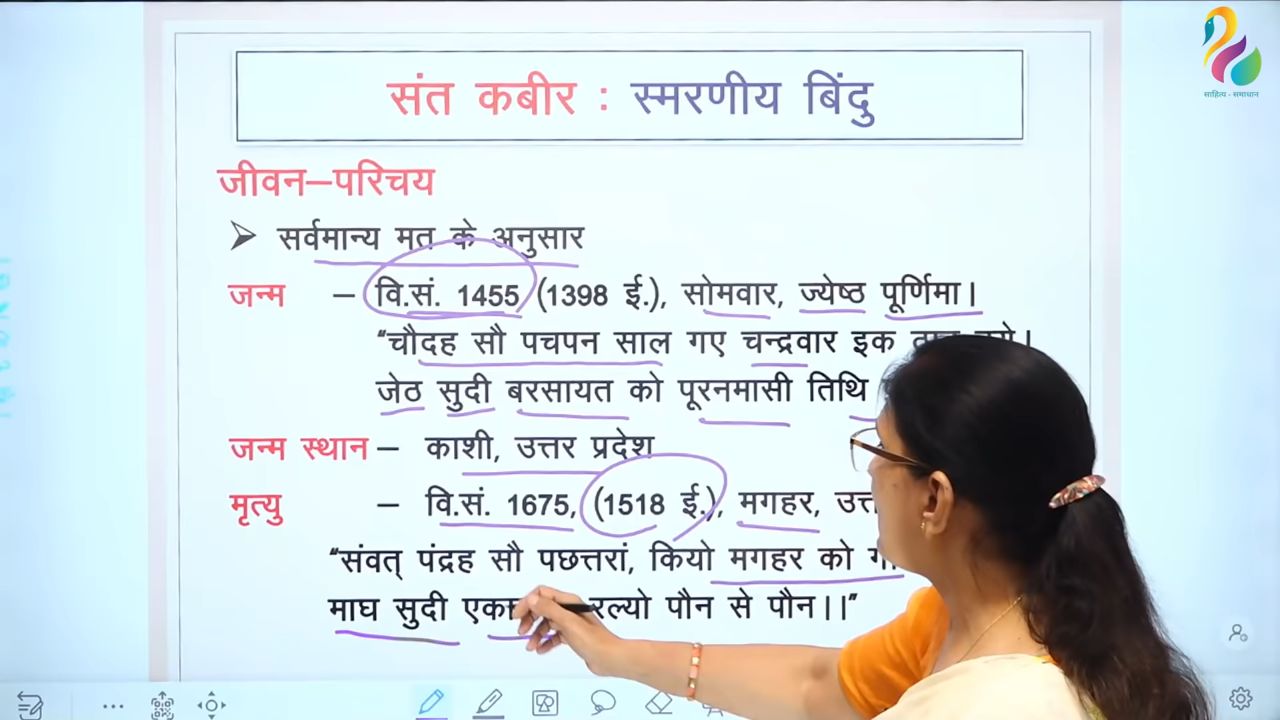 साहित्य - समाधान
संत कबीर : स्मरणीय बिंदु
जीवन–परिचय
सर्वमान्य मत के अनुसार
जन्म – वि.सं. 1455 (1398 ई.), सोमवार, ज्येष्ठ पूर्णिमा।
“चौदह सौ पचपन साल गए चन्द्रवार इक
जेठ सुदी बरसायत को पूरनमासी तिथि
जन्म स्थान – काशी, उत्तर प्रदेश
मृत्यु – वि.सं. 1675, (1518 ई.), मगहर,
“संवत् पंद्रह सौ पछत्तरां, कियो मगहर को
माघ सुदी रल्यो पौन से पौन।।”